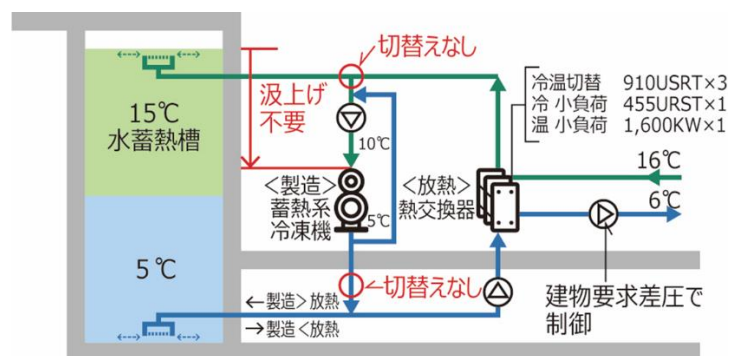 切替えなし
汲上げ
不要
冷温切替 910USRT×3
冷 小負荷 455URST×1
温 小負荷 1,600KW×1
15℃
水蓄熱槽
10℃
16℃
<製造>
蓄熱系
冷凍機
<放熱>
熱交換器
5℃
6℃
5℃
切替えなし
←製造>放熱
→製造<放熱
建物要求差圧で
制御